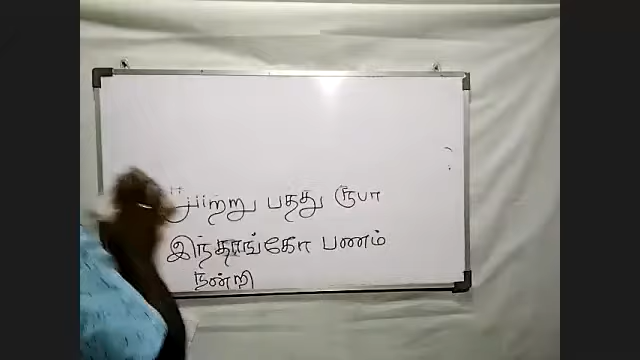 பத்து ரூபா
இந்தாங்கோ பணம்
நன்றி